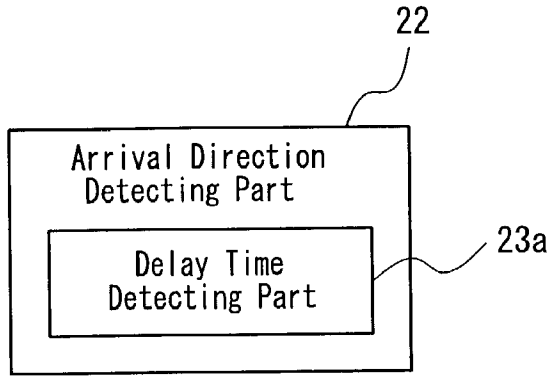 22
Arrival Direction
Detecting Part
Delay Time
Detecting Part
23a